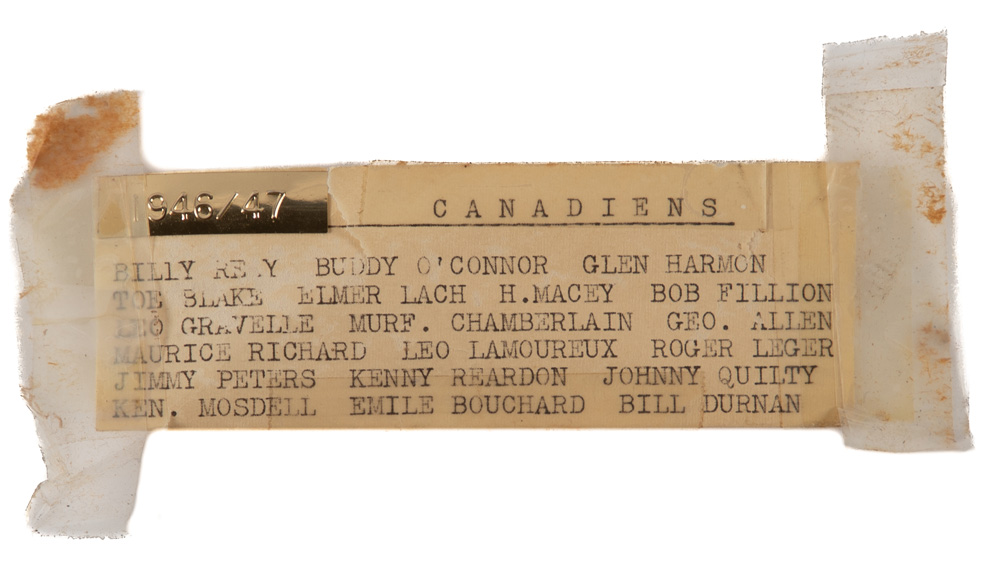 1946/47 CANADIENS
BILLY REAY BUDDY O'CONNOR GLEN HARMON
TOE BLAKE ELMER LACH H.MACEY BOB FILLION
LEO GRAVELLE MURF. CHAMBERLAIN GEO. ALLEN
MAURICE RICHARD LEO LAMOUREUX ROGER LEGER
JIMMY PETERS KENNY REARDON JOHNNY QUILTY
KEN. MOSDELL EMILE BOUCHARD BILL DURNAN